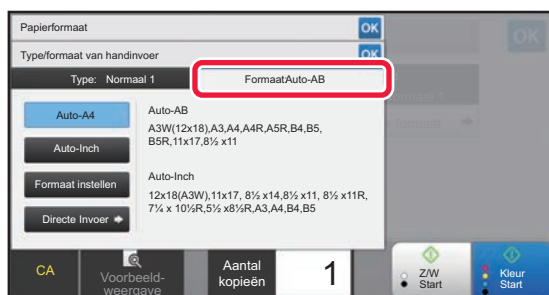 Papierformaat OK
Type/formaat van handinvoer OK
Type: Normaal 1 FormaatAuto-AB
Auto-A4
Auto-Inch
Formaat instellen
Directe Invoer
Auto-AB
A3W(12x18),A3,A4,A4R,A5R,B4,B5,
B5R,11x17,8½ x11
Auto-Inch
12x18(A3W),11x17, 8½ x14,8½ x11, 8½ x11R,
7¼ x 10½R,5½ x8½R,A3,A4,B4,B5
OK
CA
Voorbeeld-
weergave
Aantal
kopieën
1
Z/W
Start
Kleur
Start